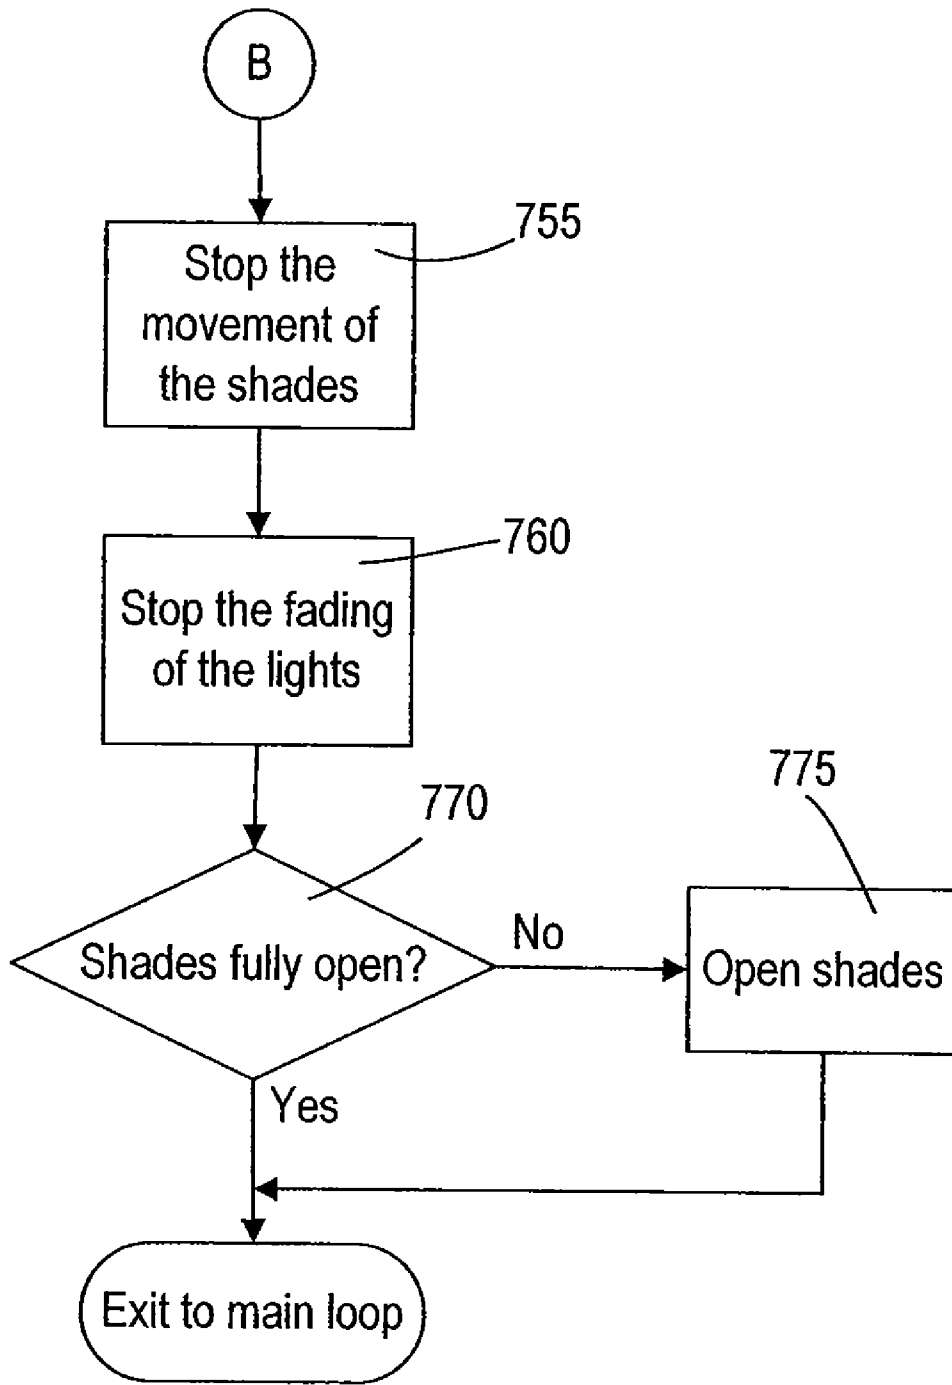 B
755
Stop the
movement of
the shades
760
Stop the fading
of the lights
770
775
Shades fully open?
No
Open shades
Yes
Exit to main loop